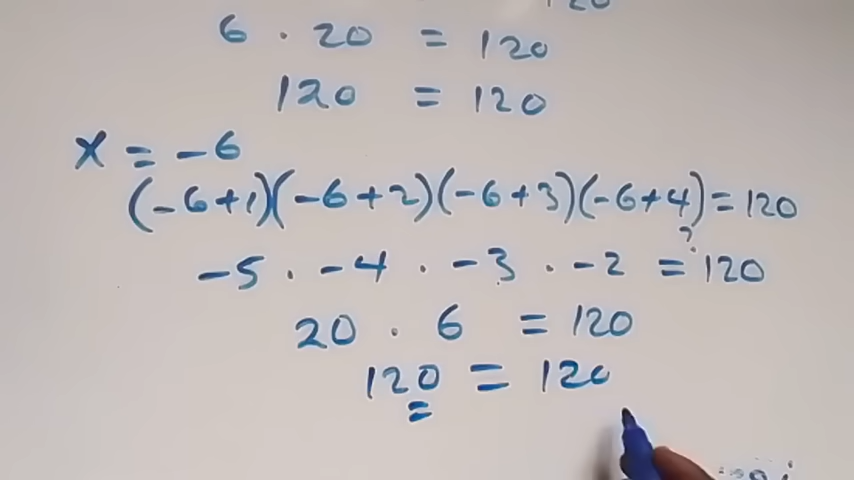 120
6 · 20 = 120
120 = 120
x = -6
(-6+1)(-6+2)(-6+3)(-6+4) = 120
-5 · -4 · -3 · -2 =? 120
20 · 6 = 120
120 = 120